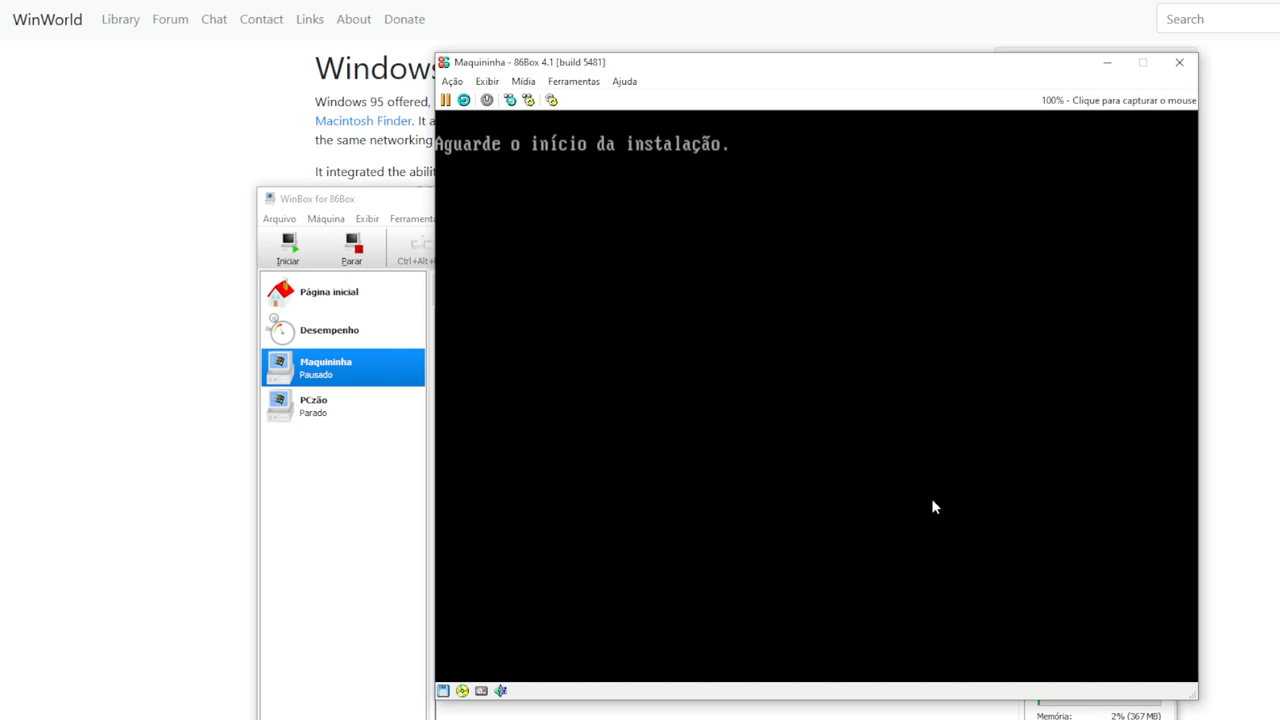 WinWorld Library Forum Chat Contact Links About Donate Search
Windows
Windows 95 offered,
Macintosh Finder. It a
the same networking
It integrated the abili
Maquininha - 86Box 4.1 [build 5481]
Ação Exibir Mídia Ferramentas Ajuda
100% - Clique para capturar o mouse
Aguarde o início da instalação.
WinBox for 86Box
Arquivo Máquina Exibir Ferramenta
Iniciar Parar Ctrl+Alt+
Página inicial
Desempenho
Maquininha
Pausado
PCzão
Parado
Memória: 2% (367 MB)